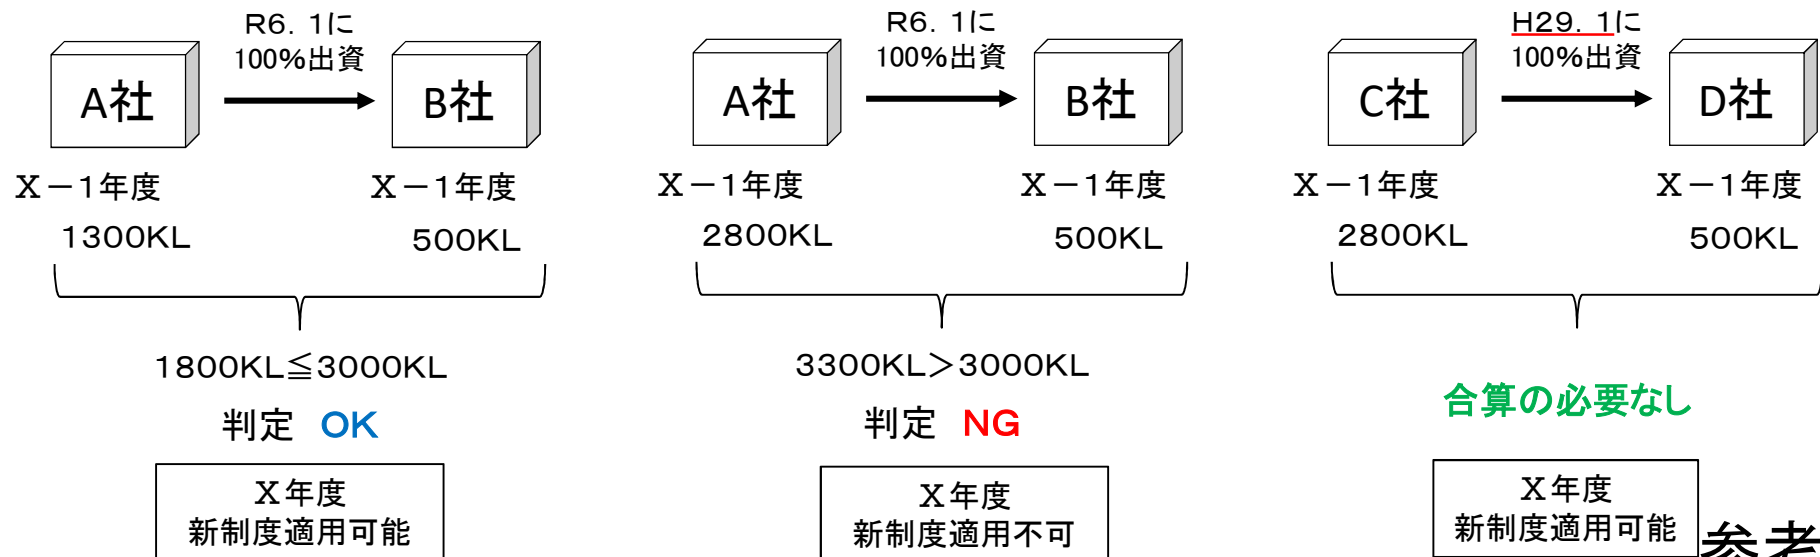 R6．1に
100％出資
A社
B社
X－1年度
X－1年度
1300KL
500KL
1800KL≦3000KL
判定 OK
X年度
新制度適用可能
R6．1に
100％出資
A社
B社
X－1年度
X－1年度
2800KL
500KL
3300KL＞3000KL
判定 NG
X年度
新制度適用不可
H29．1に
100％出資
C社
D社
X－1年度
X－1年度
2800KL
500KL
合算の必要なし
X年度
新制度適用可能
参考